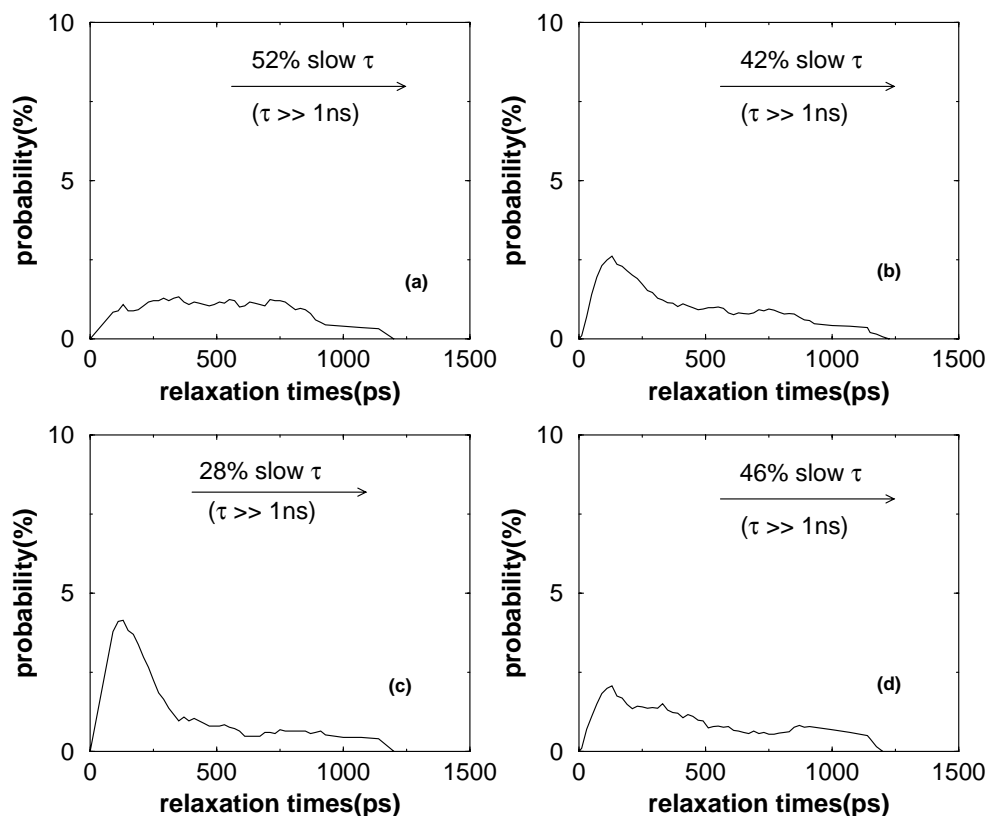 10
5
0
probability(%)
52% slow τ
(τ >> 1ns)
(a)
0
500
1000
1500
relaxation times(ps)
10
5
0
probability(%)
42% slow τ
(τ >> 1ns)
(b)
0
500
1000
1500
relaxation times(ps)
10
5
0
probability(%)
28% slow τ
(τ >> 1ns)
(c)
0
500
1000
1500
relaxation times(ps)
10
5
0
probability(%)
46% slow τ
(τ >> 1ns)
(d)
0
500
1000
1500
relaxation times(ps)